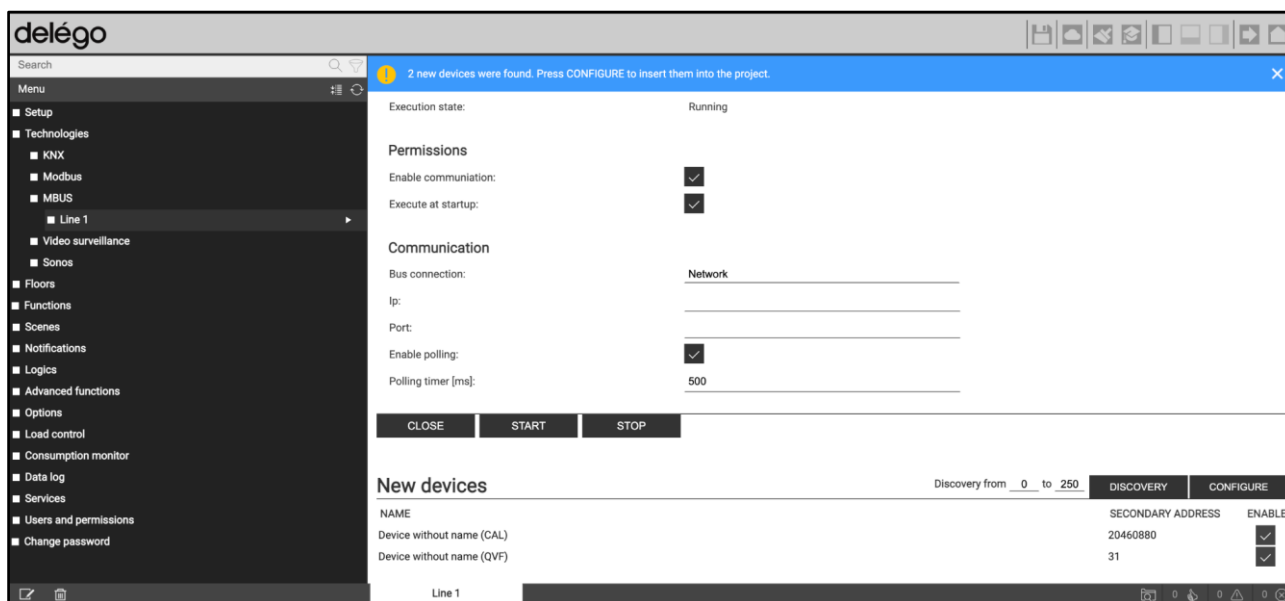 delégo
Search
Menu
Setup
Technologies
KNX
Modbus
MBUS
Line 1
Video surveillance
Sonos
Floors
Functions
Scenes
Notifications
Logics
Advanced functions
Options
Load control
Consumption monitor
Data log
Services
Users and permissions
Change password
2 new devices were found. Press CONFIGURE to insert them into the project.
Execution state: Running
Permissions
Enable communiation:
Execute at startup:
Communication
Bus connection: Network
Ip:
Port:
Enable polling:
Polling timer [ms]: 500
CLOSE START STOP
New devices Discovery from 0 to 250 DISCOVERY CONFIGURE
NAME SECONDARY ADDRESS ENABLE
Device without name (CAL) 20460880
Device without name (QVF) 31
Line 1 0 0 0